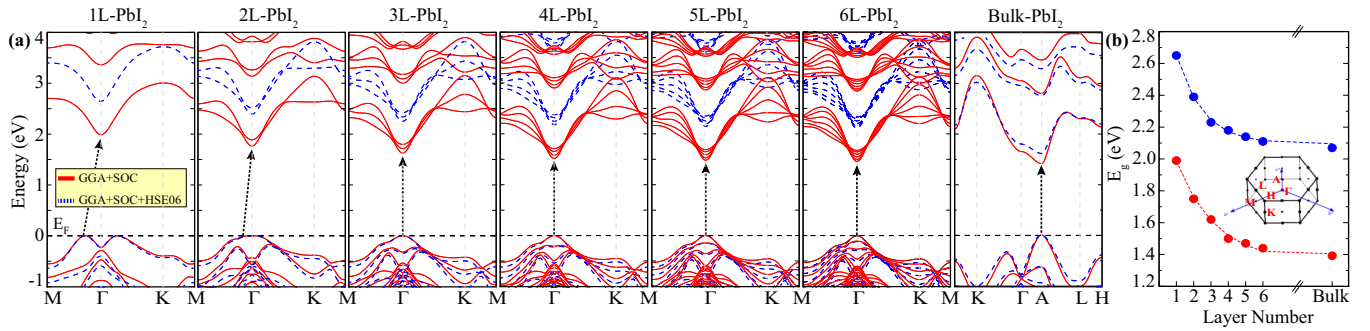 1L-PbI2
2L-PbI2
3L-PbI2
4L-PbI2
5L-PbI2
6L-PbI2
Bulk-PbI2
(a)
Energy (eV)
4
3
2
1
0
-1
GGA+SOC
GGA+SOC+HSE06
EF
M Γ K M
M Γ K M
M Γ K M
M Γ K M
M Γ K M
M Γ K M
K Γ A L H
(b)
Eg (eV)
2.8
2.6
2.4
2.2
2.0
1.8
1.6
1.4
1.2
A
L
Γ
H
M
K
1 2 3 4 5 6 Bulk
Layer Number